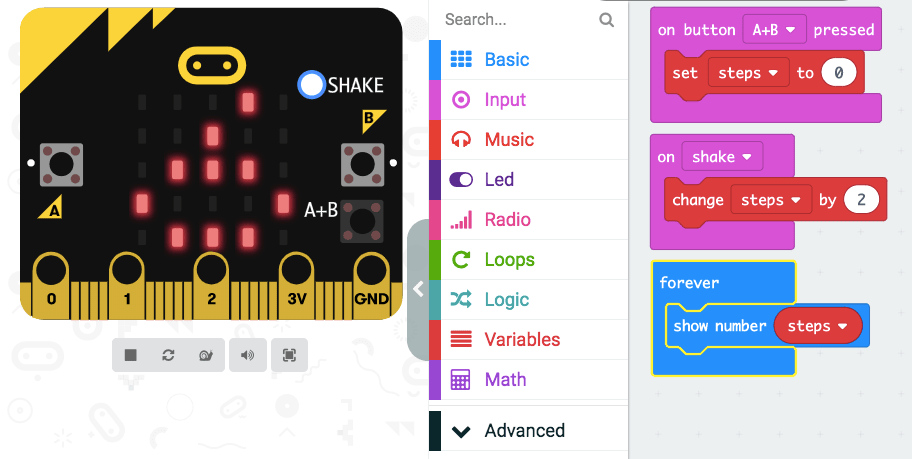 SHAKE
B
A
A+B
0 1 2 3V GND
Search...
Basic
Input
Music
Led
Radio
Loops
Logic
Variables
Math
Advanced
on button A+B pressed
set steps to 0
on shake
change steps by 2
forever
show number steps